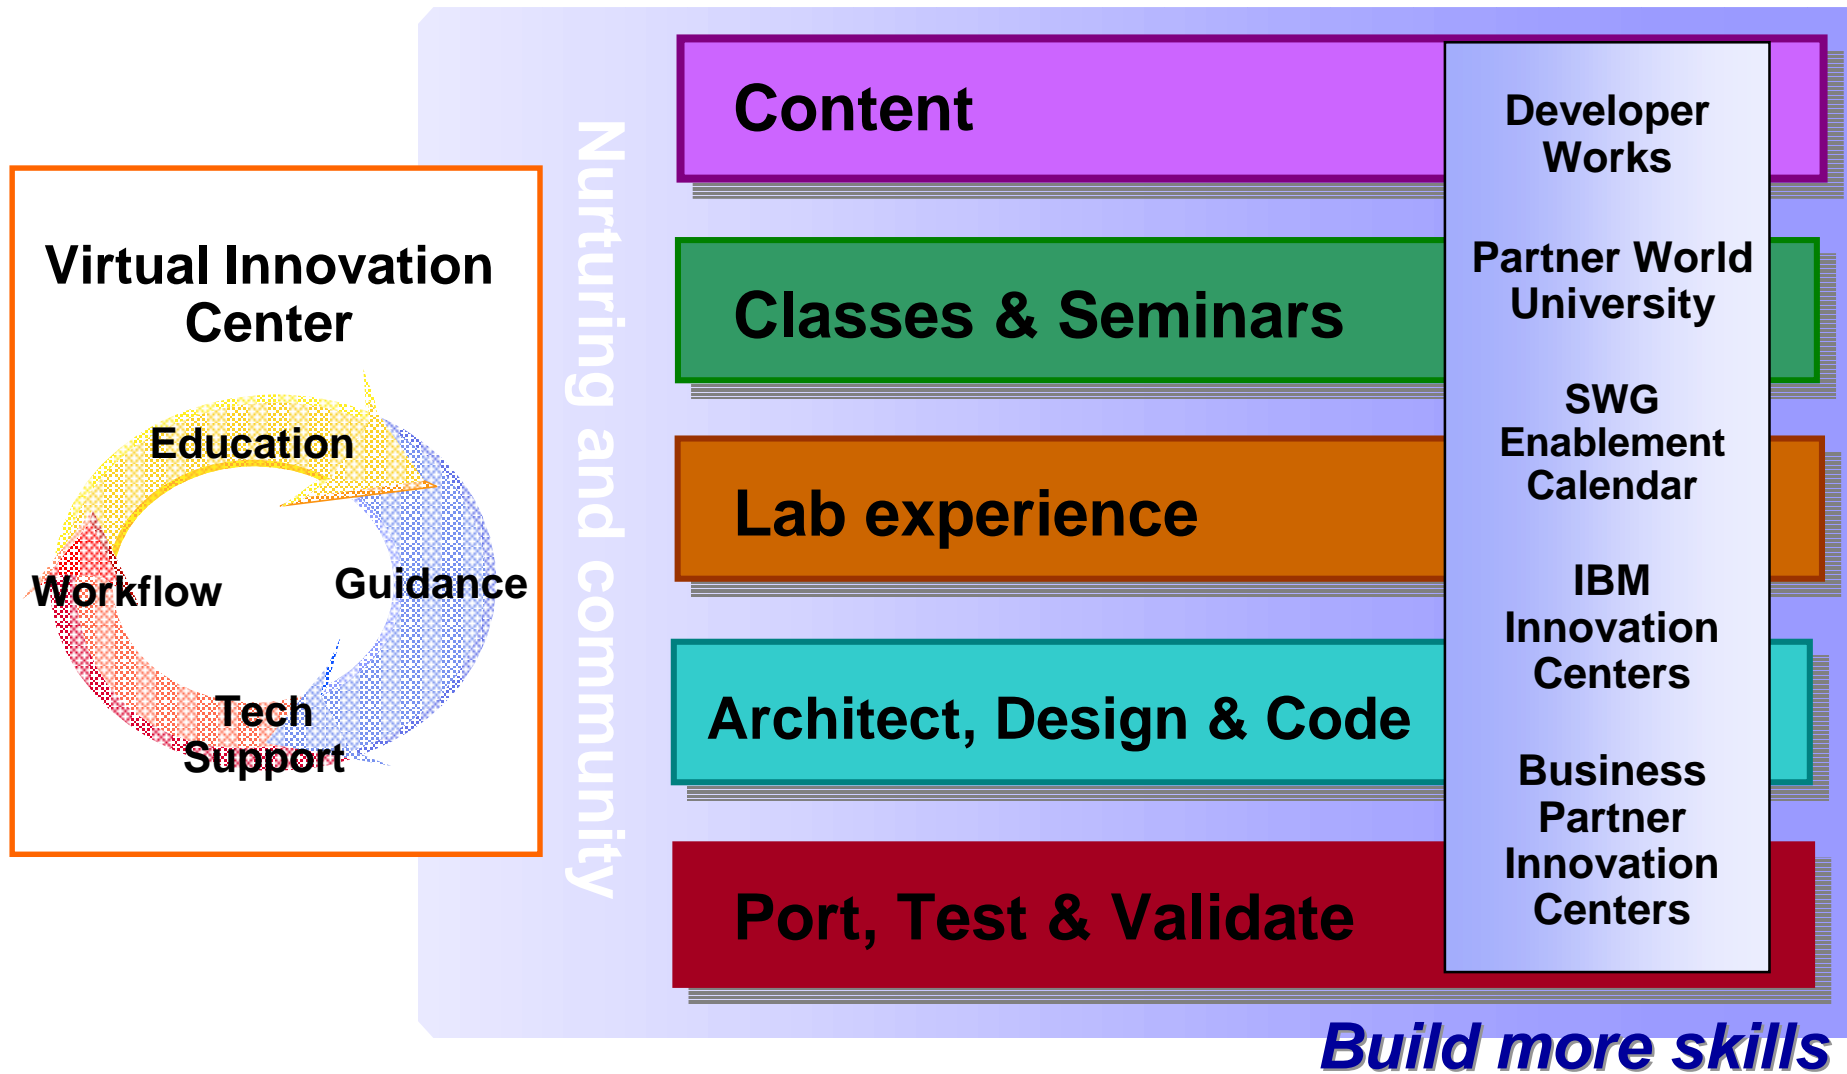 Virtual Innovation
Center
Education
Guidance
Workflow
Tech
Support
Nurturing and community
Content
Classes & Seminars
Lab experience
Architect, Design & Code
Port, Test & Validate
Developer
Works
Partner World
University
SWG
Enablement
Calendar
IBM
Innovation
Centers
Business
Partner
Innovation
Centers
Build more skills